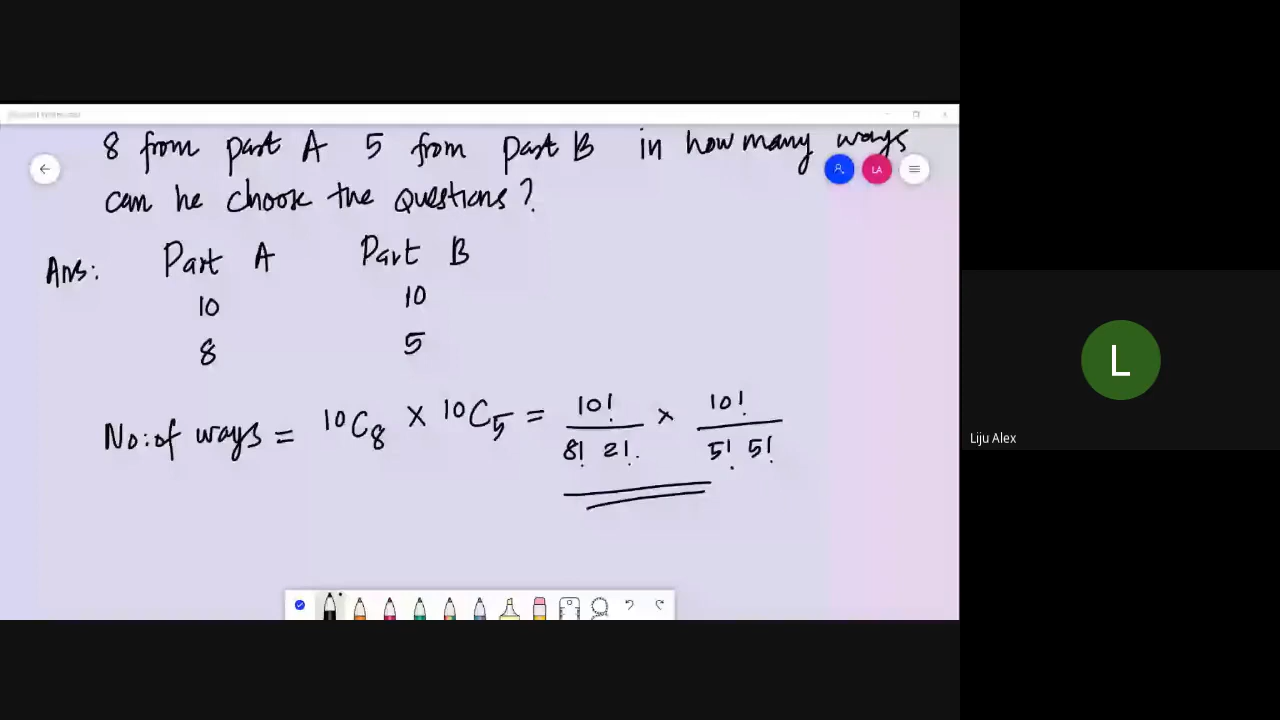 8 from part A 5 from part B in how many ways
can he choose the questions?
LA
Ans: Part A Part B
10 10
8 5
No:of ways = 10C8 × 10C5 = 10!/8! 2! × 10!/5! 5!
L
Liju Alex